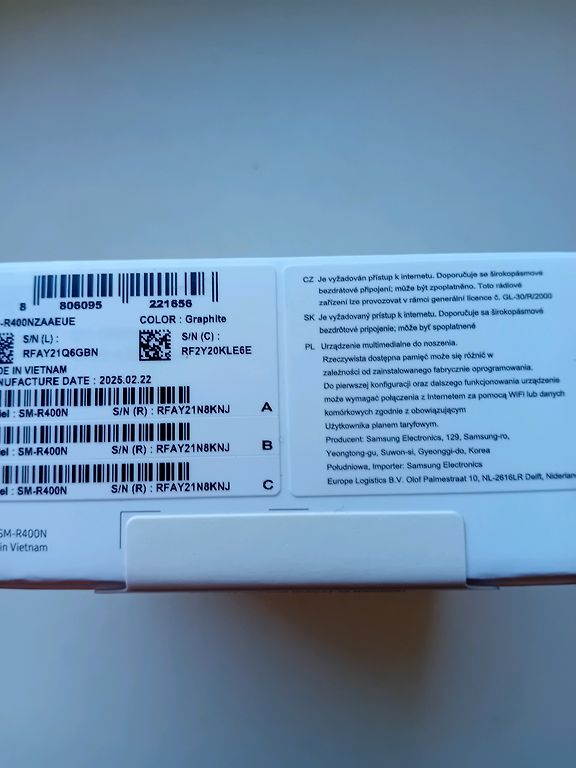 8 806095 221656
-R400NZAAEUE
COLOR : Graphite
S/N (L) :
RFAY21Q6GBN
S/N (C) :
RF2Y20KLE6E
DE IN VIETNAM
NUFACTURE DATE : 2025.02.22
el : SM-R400N S/N (R) : RFAY21N8KNJ A
el : SM-R400N S/N (R) : RFAY21N8KNJ B
el : SM-R400N S/N (R) : RFAY21N8KNJ C
SM-R400N
in Vietnam
CZ Je vyžadován přístup k internetu. Doporučuje se širokopásmové
bezdrátové připojení; může být zpoplatněno. Toto rádiové
zařízení lze provozovat v rámci generální licence č. GL-30/R/2000
SK Je vyžadovaný prístup k internetu. Doporučuje sa širokopásmové
bezdrôtové pripojenie; môže byť spoplatnené
PL Urządzenie multimedialne do noszenia.
Rzeczywista dostępna pamięć może się różnić w
zależności od zainstalowanego fabrycznie oprogramowania.
Do pierwszej konfiguracji oraz dalszego funkcjonowania urządzenie
może wymagać połączenia z Internetem za pomocą WiFi lub danych
komórkowych zgodnie z obowiązującym
Użytkownika planem taryfowym.
Producent: Samsung Electronics, 129, Samsung-ro,
Yeongtong-gu, Suwon-si, Gyeonggi-do, Korea
Południowa, Importer: Samsung Electronics
Europe Logistics B.V. Olof Palmestraat 10, NL-2616LR Delft, Niderlan